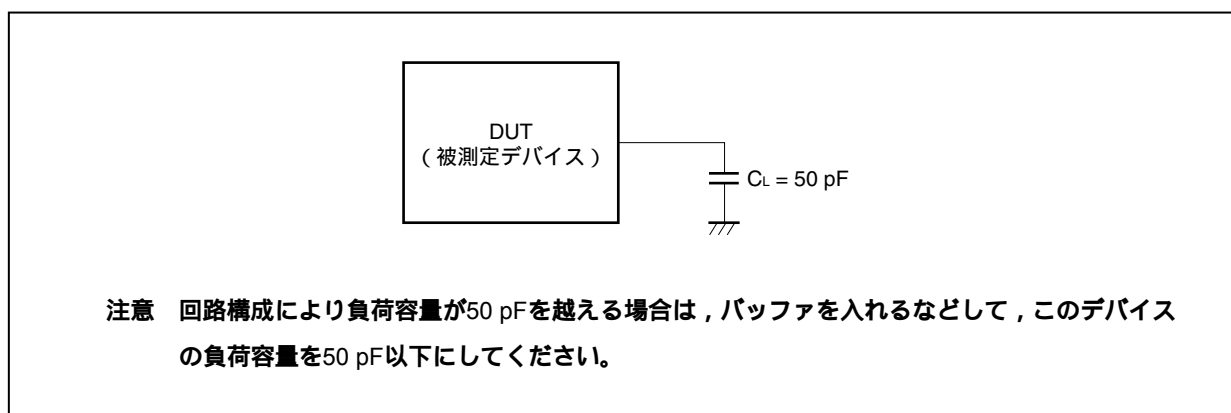 DUT
(被測定デバイス)
CL = 50 pF
注意 回路構成により負荷容量が50 pFを越える場合は，バッファを入れるなどして，このデバイス
の負荷容量を50 pF以下にしてください。